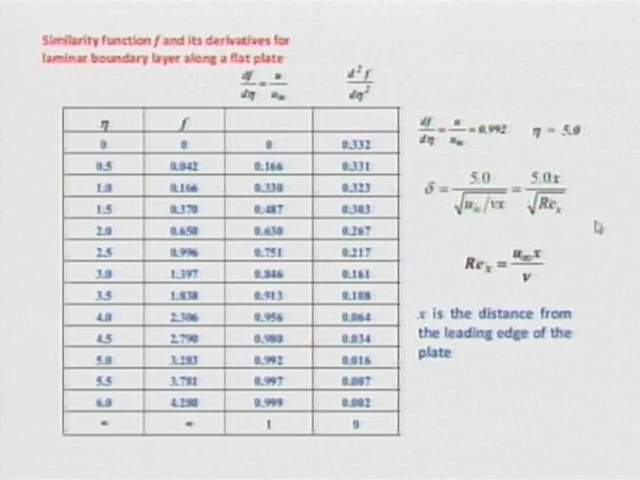 Similarity function f and its derivatives for
laminar boundary layer along a flat plate
df/dη = u/u∞ d²f/dη²
η f
0 0 0 0.332
0.5 0.042 0.166 0.331
1.0 0.166 0.330 0.323
1.5 0.370 0.487 0.303
2.0 0.650 0.630 0.267
2.5 0.996 0.751 0.217
3.0 1.397 0.846 0.161
3.5 1.838 0.913 0.108
4.0 2.306 0.956 0.064
4.5 2.790 0.980 0.034
5.0 3.283 0.992 0.016
5.5 3.781 0.997 0.007
6.0 4.280 0.999 0.002
∞ ∞ 1 0
df/dη = u/u∞ = 0.992 η = 5.0
δ = 5.0/√(u∞/νx) = 5.0x/√Reₓ
Reₓ = u∞x/ν
x is the distance from
the leading edge of the
plate